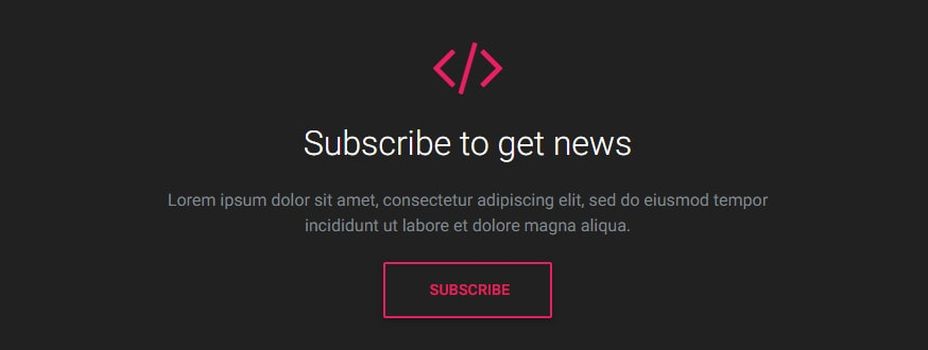 </>
Subscribe to get news
Lorem ipsum dolor sit amet, consectetur adipiscing elit, sed do eiusmod tempor
incididunt ut labore et dolore magna aliqua.
SUBSCRIBE